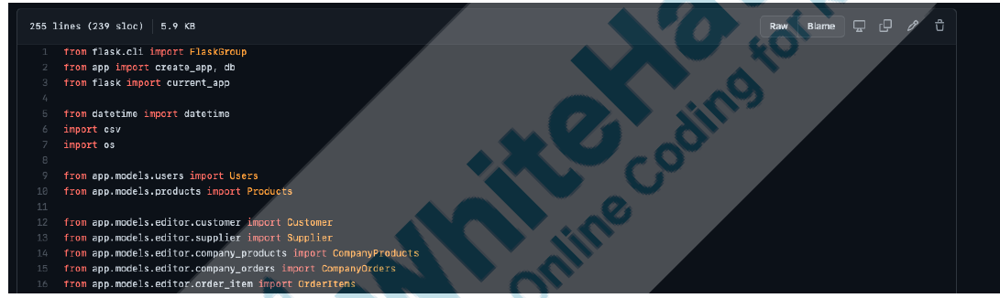 255 lines (239 sloc) 5.9 KB Raw Blame
1 from flask.cli import FlaskGroup
2 from app import create_app, db
3 from flask import current_app
4
5 from datetime import datetime
6 import csv
7 import os
8
9 from app.models.users import Users
10 from app.models.products import Products
11
12 from app.models.editor.customer import Customer
13 from app.models.editor.supplier import Supplier
14 from app.models.editor.company_products import CompanyProducts
15 from app.models.editor.company_orders import CompanyOrders
16 from app.models.editor.order_item import OrderItems
WhiteHa
Online Coding for